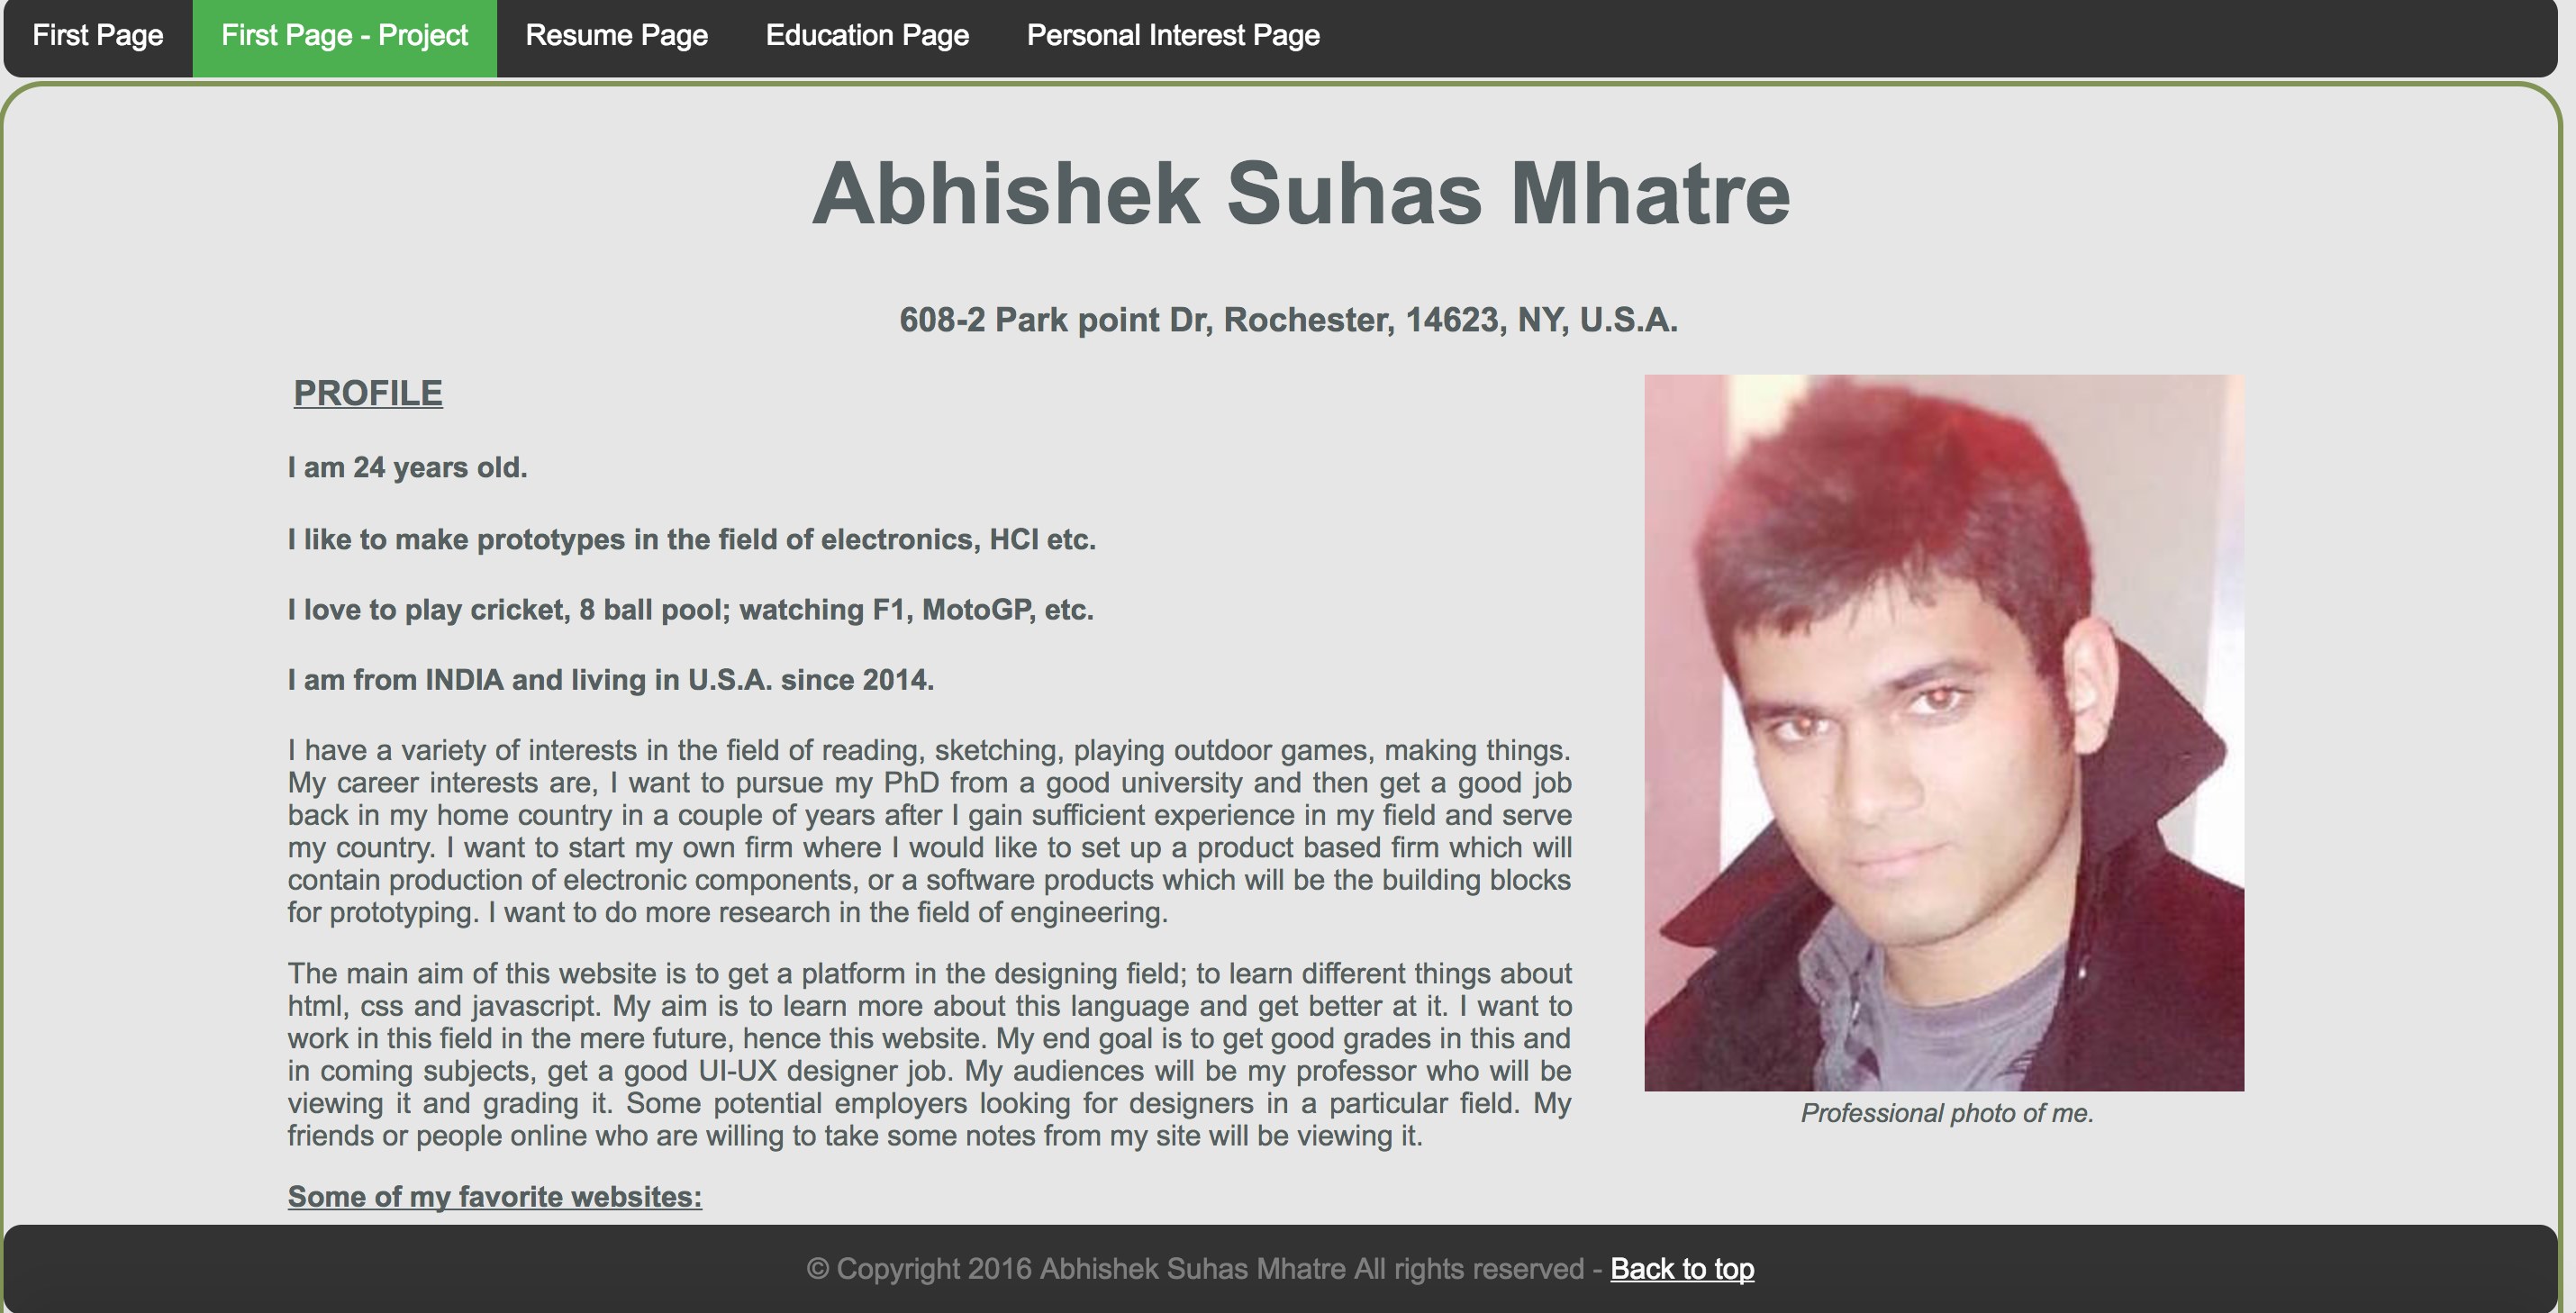 First Page First Page - Project Resume Page Education Page Personal Interest Page
Abhishek Suhas Mhatre
608-2 Park point Dr, Rochester, 14623, NY, U.S.A.
PROFILE
I am 24 years old.
I like to make prototypes in the field of electronics, HCI etc.
I love to play cricket, 8 ball pool; watching F1, MotoGP, etc.
I am from INDIA and living in U.S.A. since 2014.
I have a variety of interests in the field of reading, sketching, playing outdoor games, making things.
My career interests are, I want to pursue my PhD from a good university and then get a good job
back in my home country in a couple of years after I gain sufficient experience in my field and serve
my country. I want to start my own firm where I would like to set up a product based firm which will
contain production of electronic components, or a software products which will be the building blocks
for prototyping. I want to do more research in the field of engineering.
The main aim of this website is to get a platform in the designing field; to learn different things about
html, css and javascript. My aim is to learn more about this language and get better at it. I want to
work in this field in the mere future, hence this website. My end goal is to get good grades in this and
in coming subjects, get a good UI-UX designer job. My audiences will be my professor who will be
viewing it and grading it. Some potential employers looking for designers in a particular field. My
friends or people online who are willing to take some notes from my site will be viewing it.
Professional photo of me.
Some of my favorite websites:
© Copyright 2016 Abhishek Suhas Mhatre All rights reserved - Back to top